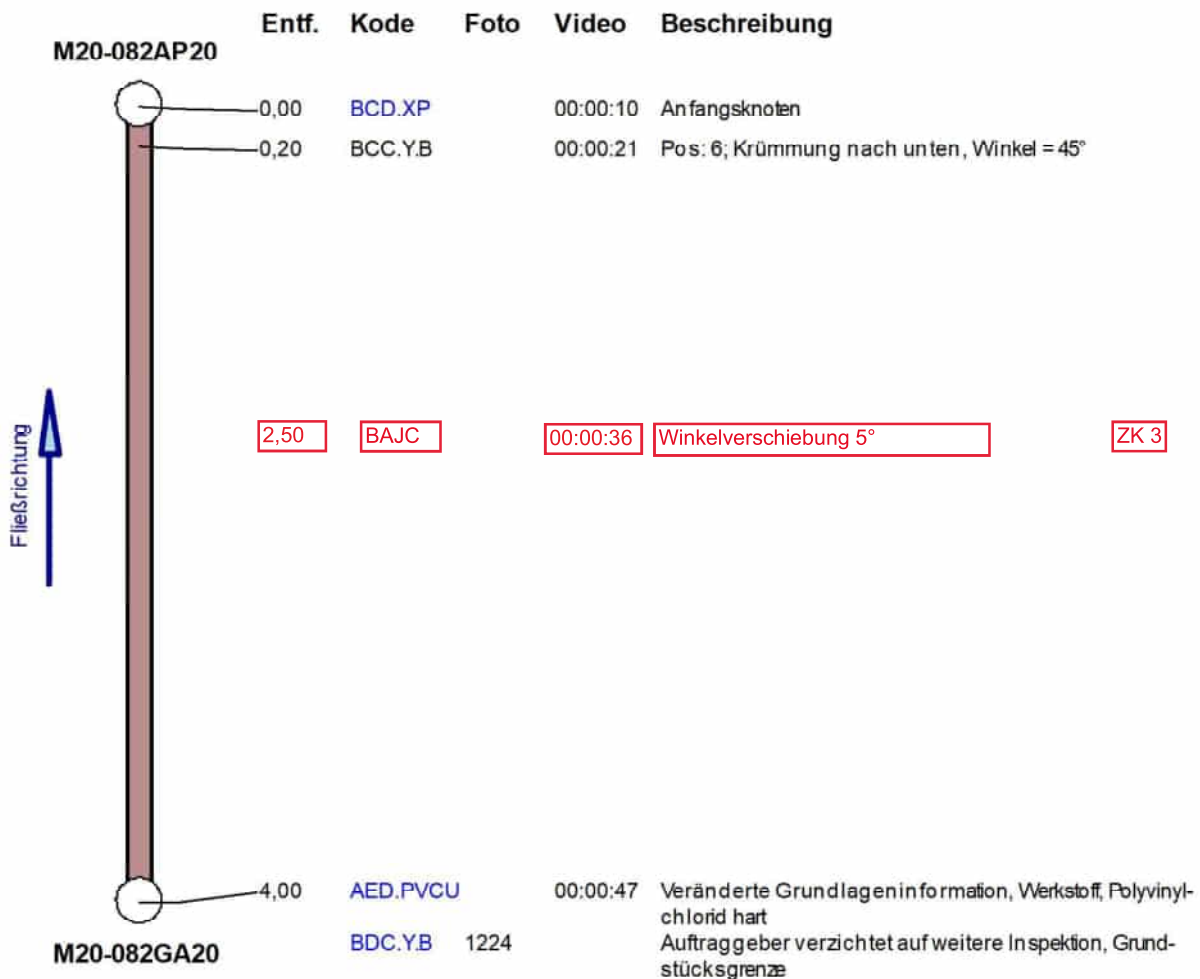 Entf. Kode Foto Video Beschreibung
M20-082AP20
0,00 BCD.XP 00:00:10 Anfangsknoten
0,20 BCC.Y.B 00:00:21 Pos: 6; Krümmung nach unten, Winkel = 45°
Fließrichtung
2,50 BAJC 00:00:36 Winkelverschiebung 5° ZK 3
4,00 AED.PVCU 00:00:47 Veränderte Grundlageninformation, Werkstoff, Polyvinyl-
chlorid hart
BDC.Y.B 1224 Auftraggeber verzichtet auf weitere Inspektion, Grund-
stücksgrenze
M20-082GA20